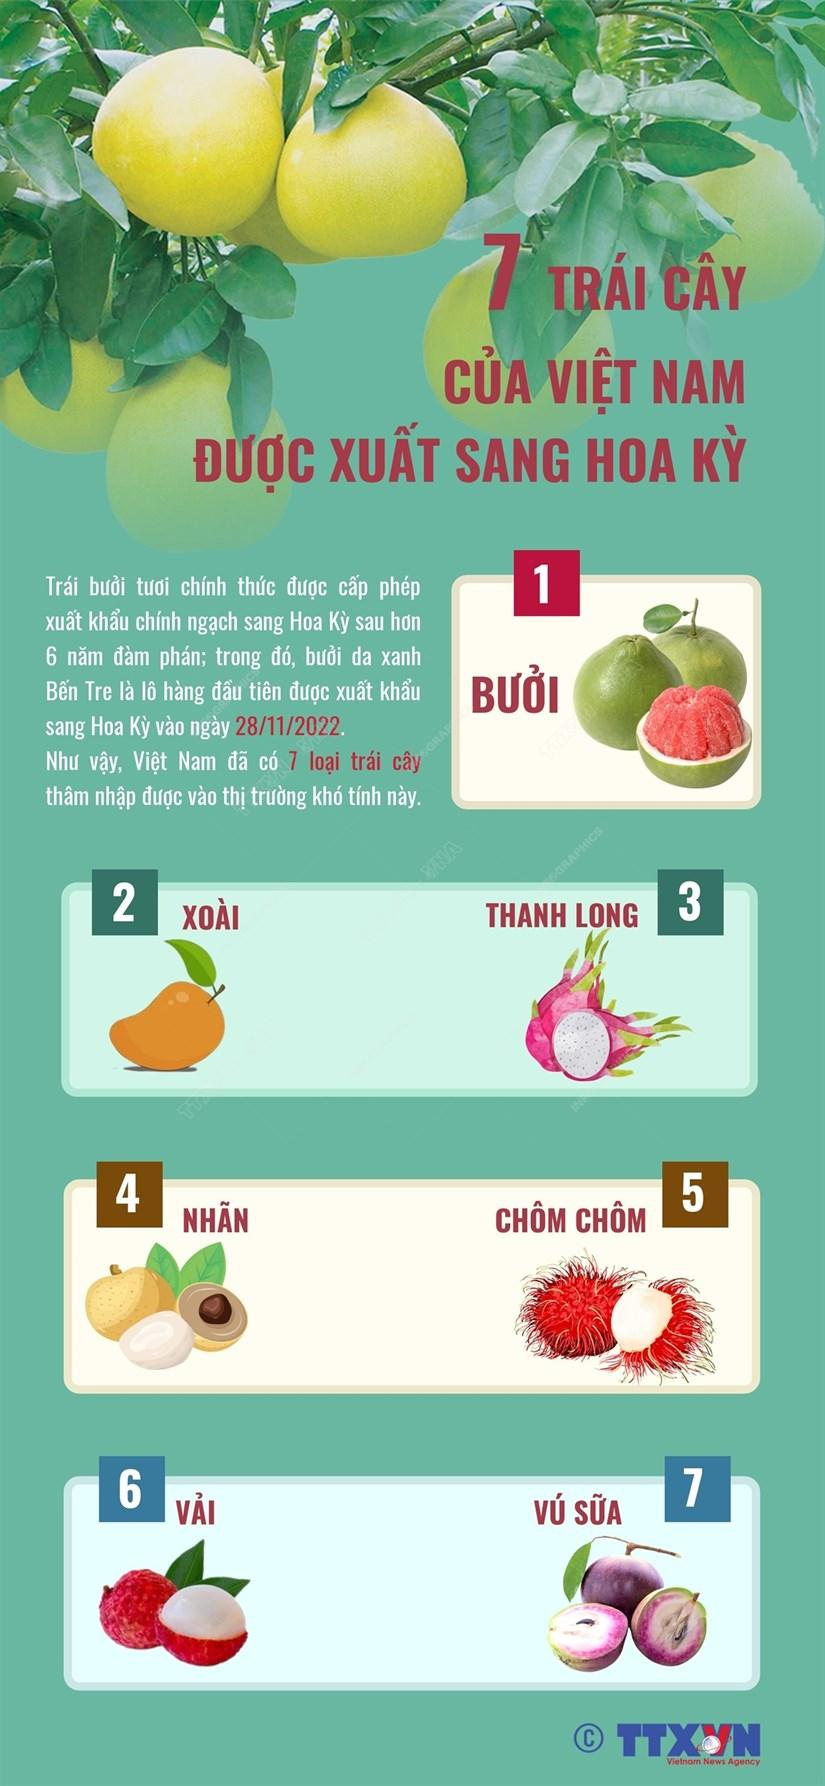 7 TRÁI CÂY
CỦA VIỆT NAM
ĐƯỢC XUẤT SANG HOA KỲ
Trái bưởi tươi chính thức được cấp phép
xuất khẩu chính ngạch sang Hoa Kỳ sau hơn
6 năm đàm phán; trong đó, bưởi da xanh
Bến Tre là lô hàng đầu tiên được xuất khẩu
sang Hoa Kỳ vào ngày 28/11/2022.
Như vậy, Việt Nam đã có 7 loại trái cây
thâm nhập được vào thị trường khó tính này.
1
BƯỞI
2
XOÀI
THANH LONG
3
4
NHÃN
CHÔM CHÔM
5
6
VẢI
VÚ SỮA
7
© TTXVN
Vietnam News Agency